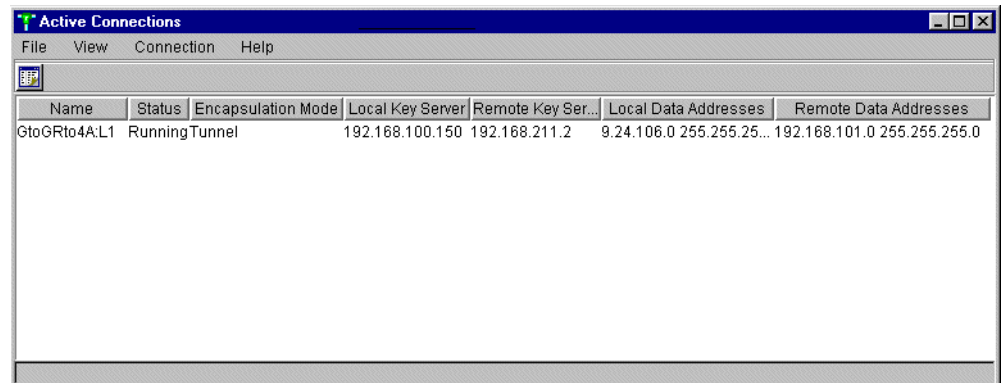 Active Connections
File View Connection Help
Name Status Encapsulation Mode Local Key Server Remote Key Ser... Local Data Addresses Remote Data Addresses
GtoGRto4A:L1 Running Tunnel 192.168.100.150 192.168.211.2 9.24.106.0 255.255.25... 192.168.101.0 255.255.255.0